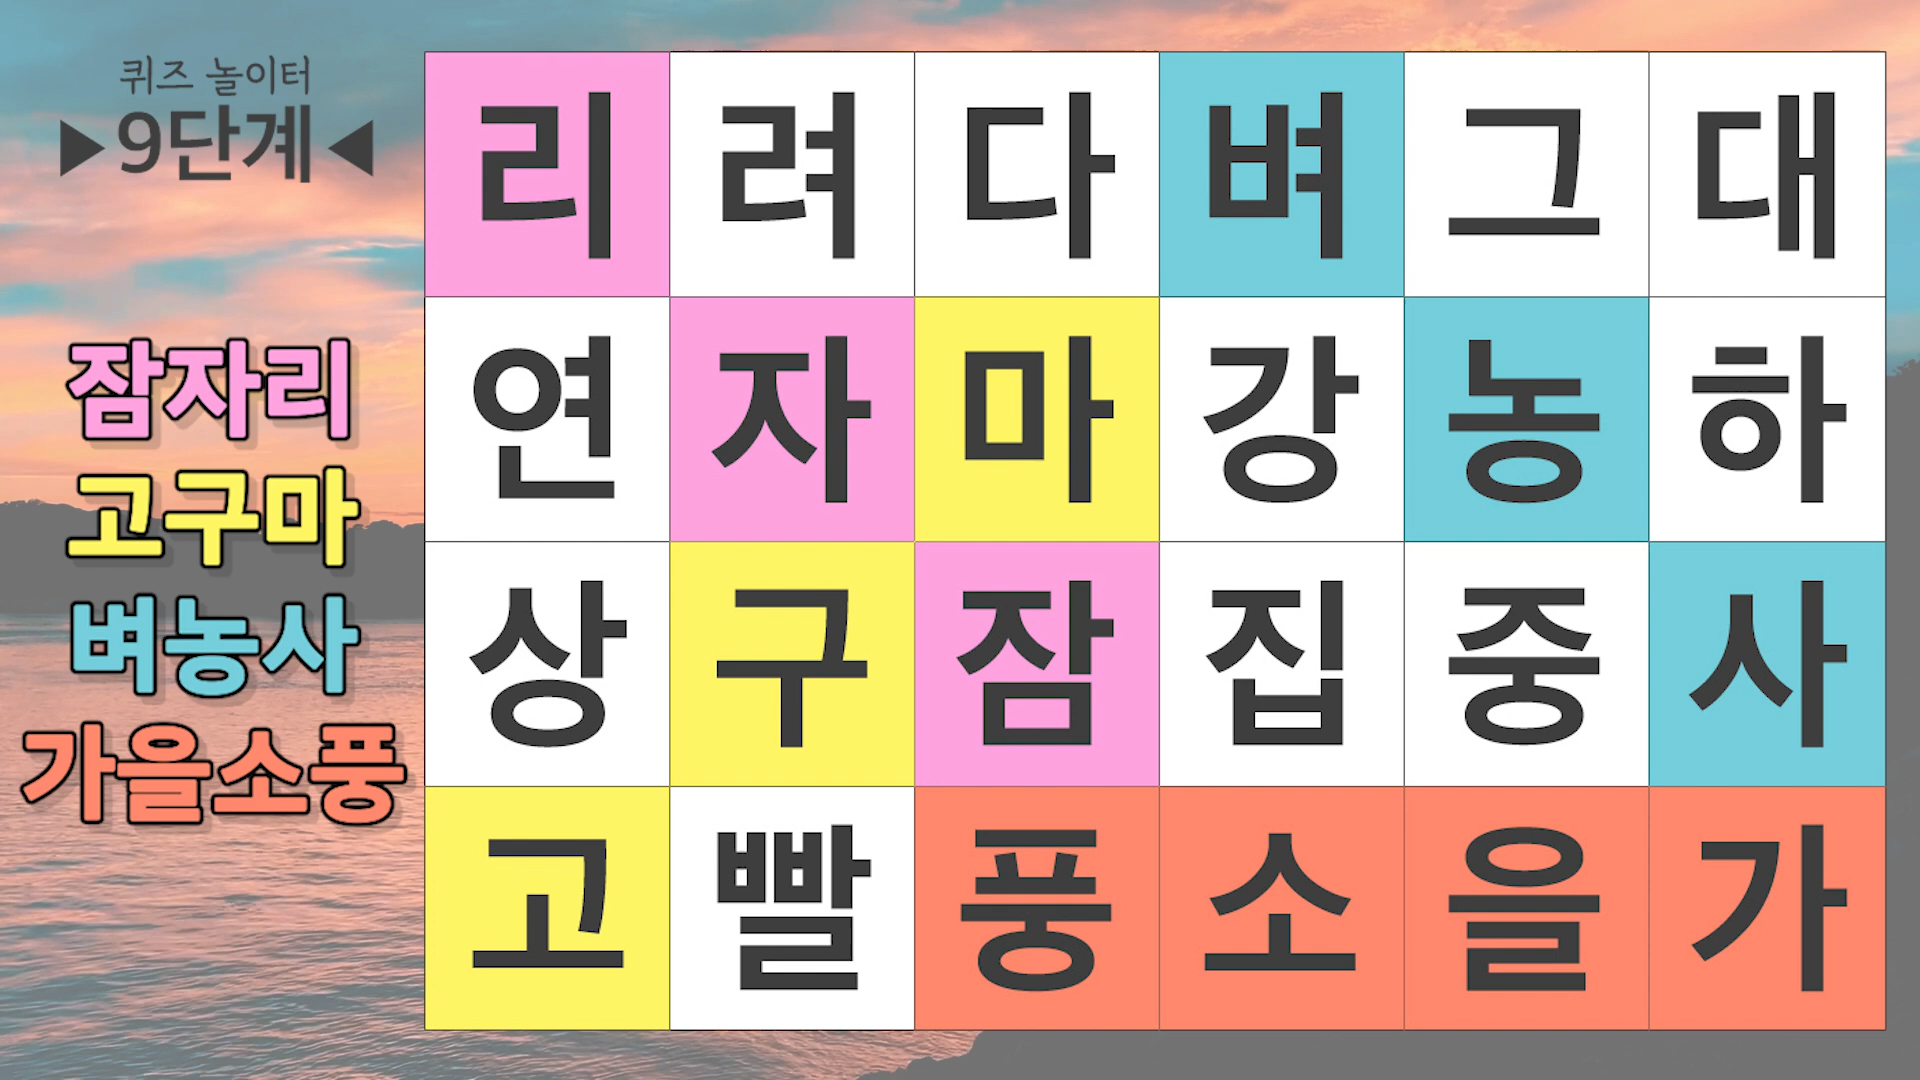 퀴즈 놀이터
▶9단계◀
잠자리
고구마
벼농사
가을소풍
리 려 다 벼 그 대
연 자 마 강 농 하
상 구 잠 집 중 사
고 빨 풍 소 을 가